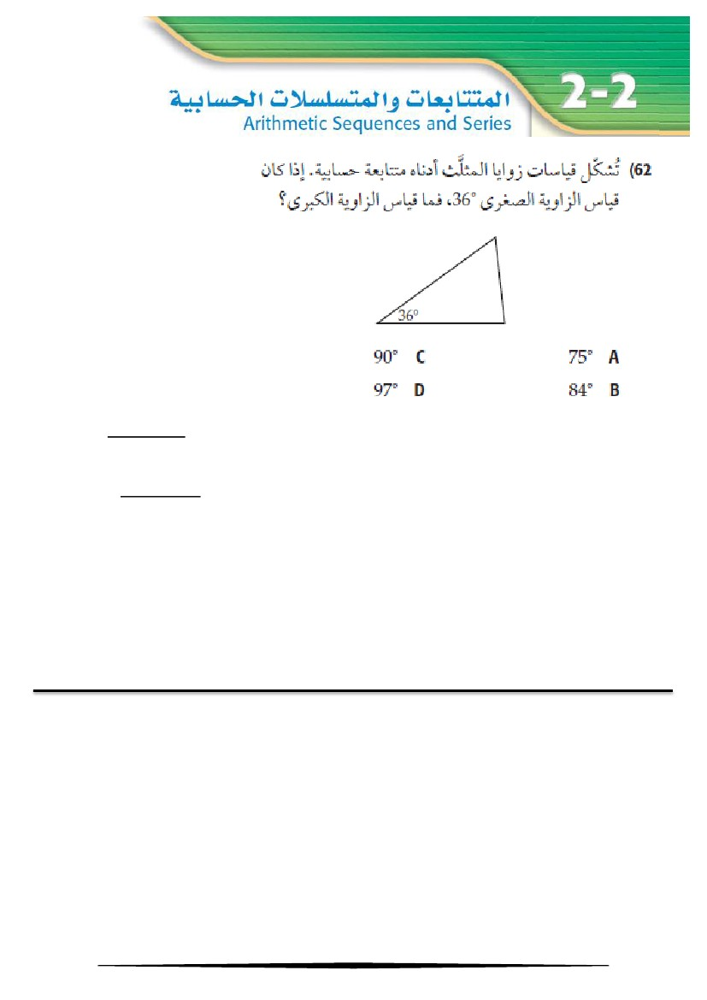 2-2
المتتابعات والمتسلسلات الحسابية
Arithmetic Sequences and Series
62) تُشكّل قياسات زوايا المثلَّث أدناه متتابعة حسابية. إذا كان
قياس الزاوية الصغرى 36°، فما قياس الزاوية الكبرى؟
36°
75° A
90° C
84° B
97° D